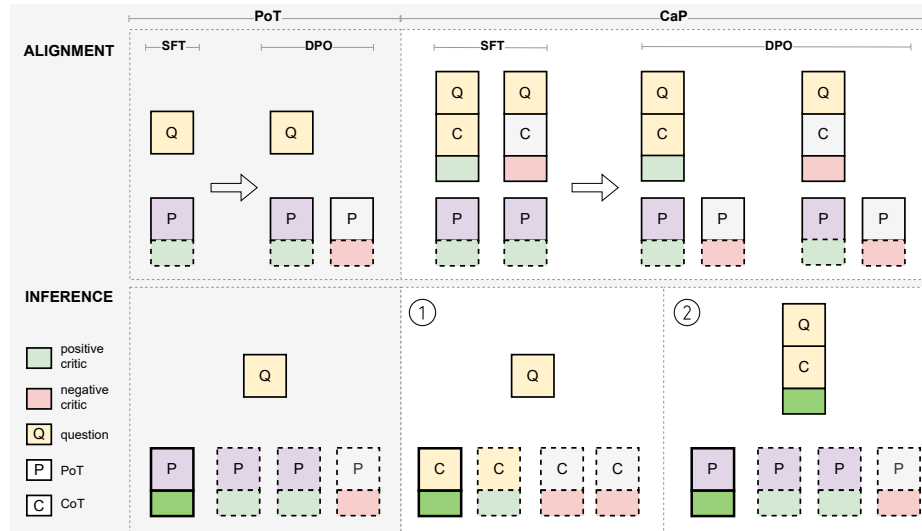 PoT CaP
ALIGNMENT SFT DPO SFT DPO
Q Q Q Q Q Q
C C C C
P P P P P P P P P
INFERENCE ① ②
Q
positive critic C
Q Q
negative critic
Q question
P PoT P P P P C C C C P P P P
C CoT